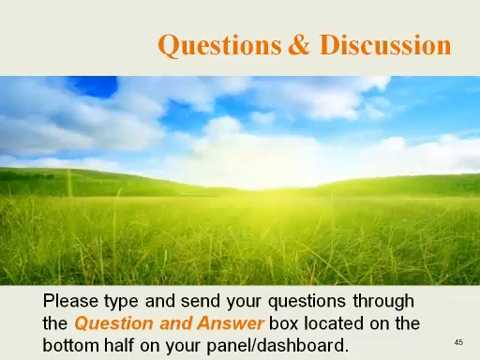 Questions & Discussion
Please type and send your questions through
the Question and Answer box located on the
bottom half on your panel/dashboard.
45